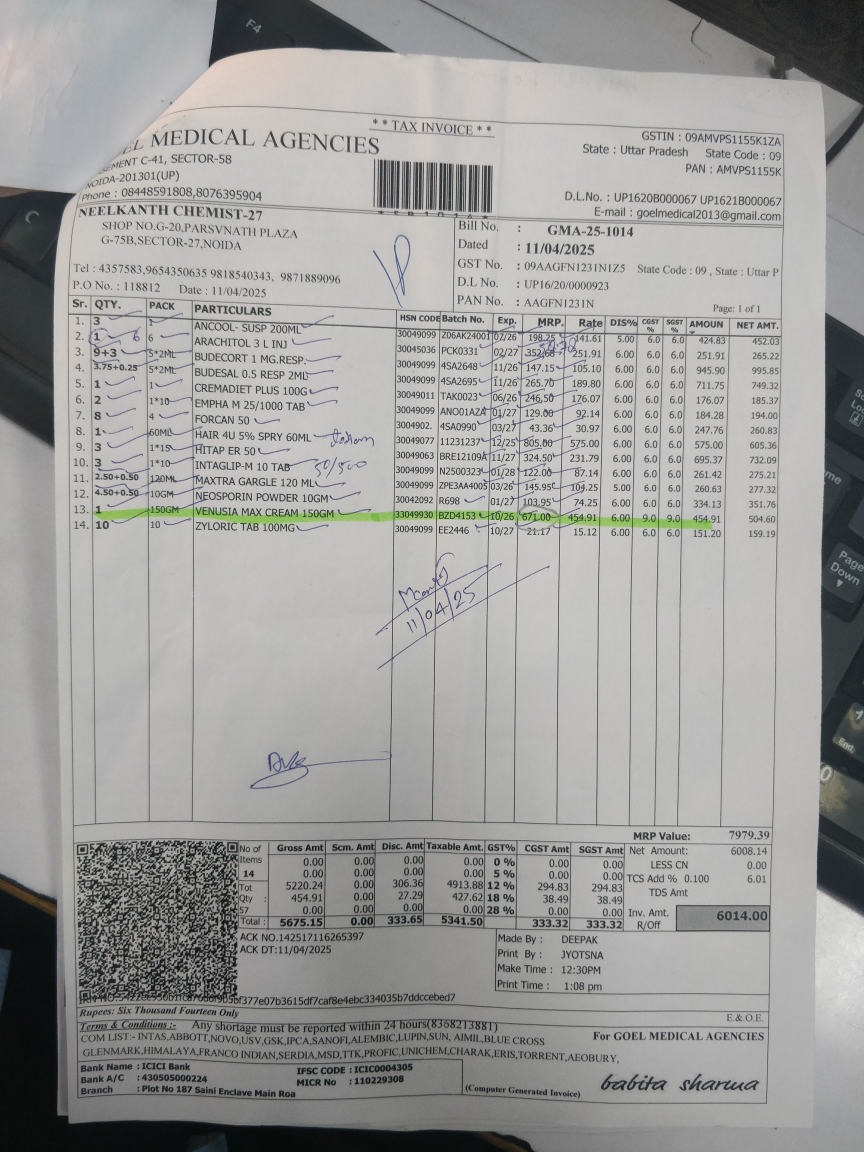 F4
* * TAX INVOICE * *
EL MEDICAL AGENCIES
SEMENT C-41, SECTOR-58
NOIDA-201301(UP)
Phone : 08448591808,8076395904
GSTIN : 09AMVPS1155K1ZA
State : Uttar Pradesh State Code : 09
PAN : AMVPS1155K
D.L.No. : UP1620B000067 UP1621B000067
E-mail : goelmedical2013@gmail.com
NEELKANTH CHEMIST-27
SHOP NO.G-20,PARSVNATH PLAZA
G-75B,SECTOR-27,NOIDA
Tel : 4357583,9654350635 9818540343, 9871889096
P.O No. : 118812 Date : 11/04/2025
Bill No. : GMA-25-1014
Dated : 11/04/2025
GST No. : 09AAGFN1231N1Z5 State Code : 09 , State : Uttar P
D.L No. : UP16/20/0000923
PAN No. : AAGFN1231N
Page: 1 of 1
Sr. QTY. PACK PARTICULARS HSN CODE Batch No. Exp. MRP. Rate DIS% CGST % SGST % AMOUN NET AMT.
1. 3 1 ANCOOL- SUSP 200ML 30049099 Z06AK24001 02/26 198.25 141.61 5.00 6.0 6.0 424.83 452.03
2. 1 6 6 ARACHITOL 3 L INJ 30045036 PCK0331 02/27 352.68 251.91 6.00 6.0 6.0 251.91 265.22
3. 9+3 5*2ML BUDECORT 1 MG.RESP. 30049099 4SA2648 11/26 147.15 105.10 6.00 6.0 6.0 945.90 995.85
4. 3.75+0.25 5*2ML BUDESAL 0.5 RESP 2ML 30049099 4SA2695 11/26 265.70 189.80 6.00 6.0 6.0 711.75 749.32
5. 1 1 CREMADIET PLUS 100G 30049011 TAK0023 06/26 246.50 176.07 6.00 6.0 6.0 176.07 185.37
6. 2 1*10 EMPHA M 25/1000 TAB 30049099 ANO01AZA 01/27 129.00 92.14 6.00 6.0 6.0 184.28 194.00
7. 8 4 FORCAN 50 3004902. 4SA0990 03/27 43.36 30.97 6.00 6.0 6.0 247.76 260.83
8. 1 60ML HAIR 4U 5% SPRY 60ML 30049077 11231237 12/25 805.00 575.00 6.00 6.0 6.0 575.00 605.36
9. 3 1*15 HITAP ER 50 30049063 BRE12109A 11/27 324.50 231.79 6.00 6.0 6.0 695.37 732.09
10. 3 1*10 INTAGLIP-M 10 TAB 50/500 30049099 N2500323 01/28 122.00 87.14 6.00 6.0 6.0 261.42 275.21
11. 2.50+0.50 120ML MAXTRA GARGLE 120 ML 30049099 ZPE3AA4005 03/26 145.95 104.25 5.00 6.0 6.0 260.63 277.32
12. 4.50+0.50 10GM NEOSPORIN POWDER 10GM 30042092 R698 01/27 103.95 74.25 6.00 6.0 6.0 334.13 351.76
13. 1 150GM VENUSIA MAX CREAM 150GM 33049930 BZD4153 10/26 671.00 454.91 6.00 9.0 9.0 454.91 504.60
14. 10 10 ZYLORIC TAB 100MG 30049099 EE2446 10/27 21.17 15.12 6.00 6.0 6.0 151.20 159.19
11/04/25
MRP Value: 7979.39
No of Items 14 Tot Qty : 57
Gross Amt Scm. Amt Disc. Amt Taxable Amt. GST% CGST Amt SGST Amt
0.00 0.00 0.00 0.00 0 % 0.00 0.00
0.00 0.00 0.00 0.00 5 % 0.00 0.00
5220.24 0.00 306.36 4913.88 12 % 294.83 294.83
454.91 0.00 27.29 427.62 18 % 38.49 38.49
0.00 0.00 0.00 0.00 28 % 0.00 0.00
Total : 5675.15 0.00 333.65 5341.50 333.32 333.32
Net Amount: 6008.14
LESS CN 0.00
TCS Add % 0.100 6.01
TDS Amt
Inv. Amt. R/Off 6014.00
ACK NO.142517116265397
ACK DT:11/04/2025
Made By : DEEPAK
Print By : JYOTSNA
Make Time : 12:30PM
Print Time : 1:08 pm
Rupees: Six Thousand Fourteen Only
E.& O.E.
Terms & Conditions :- Any shortage must be reported within 24 hours(8368213881)
COM LIST:- INTAS,ABBOTT,NOVO,USV,GSK,IPCA,SANOFI,ALEMBIC,LUPIN,SUN, AIMIL,BLUE CROSS
GLENMARK,HIMALAYA,FRANCO INDIAN,SERDIA,MSD,TTK,PROFIC,UNICHEM,CHARAK,ERIS,TORRENT,AEOBURY,
For GOEL MEDICAL AGENCIES
Bank Name : ICICI Bank IFSC CODE : ICIC0004305
Bank A/C : 430505000224 MICR No : 110229308
Branch : Plot No 187 Saini Enclave Main Roa
(Computer Generated Invoice)
babita sharma
Page Down
End